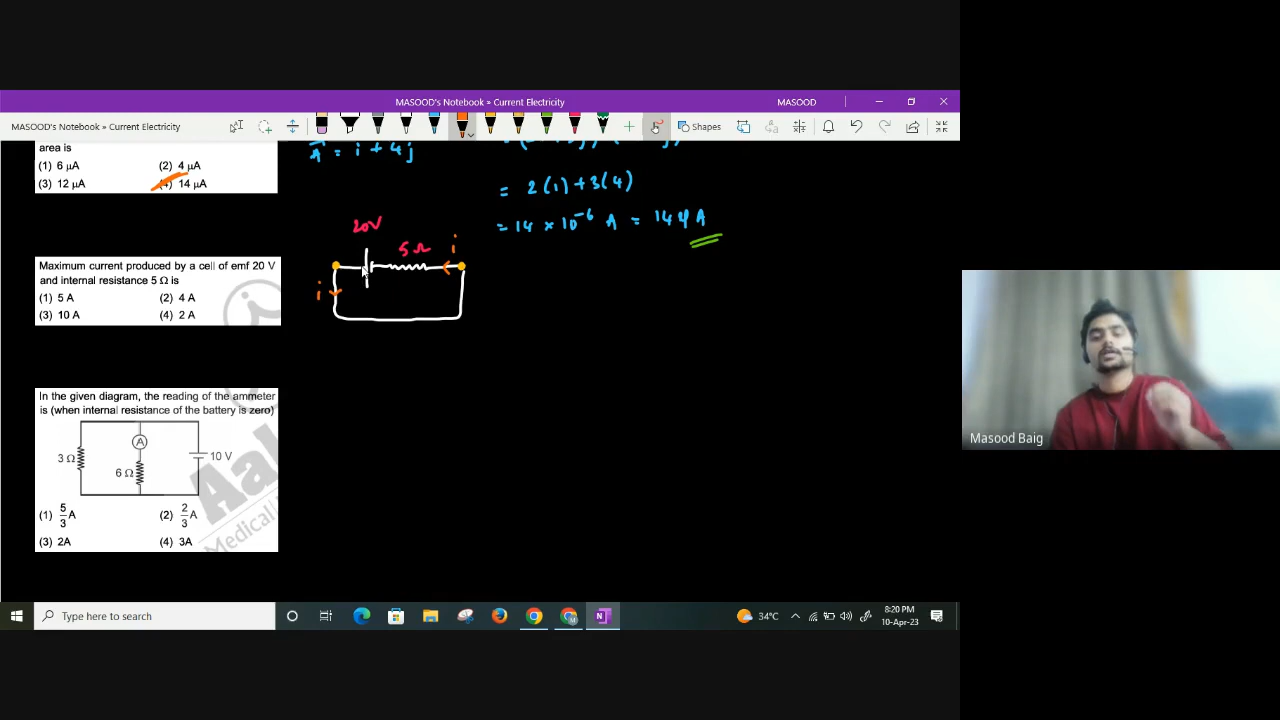 MASOOD's Notebook » Current Electricity
MASOOD
MASOOD's Notebook » Current Electricity
Shapes
area is
(1) 6 µA (2) 4 µA
(3) 12 µA (4) 14 µA
A = i + 4j
= 2(1)+3(4)
= 14 × 10⁻⁶ A = 14 µA
20V
5Ω
i
i
Maximum current produced by a cell of emf 20 V
and internal resistance 5 Ω is
(1) 5 A (2) 4 A
(3) 10 A (4) 2 A
In the given diagram, the reading of the ammeter
is (when internal resistance of the battery is zero)
A
3 Ω
6 Ω
10 V
(1) 5/3 A (2) 2/3 A
(3) 2A (4) 3A
Masood Baig
Type here to search
34°C
8:20 PM
10-Apr-23